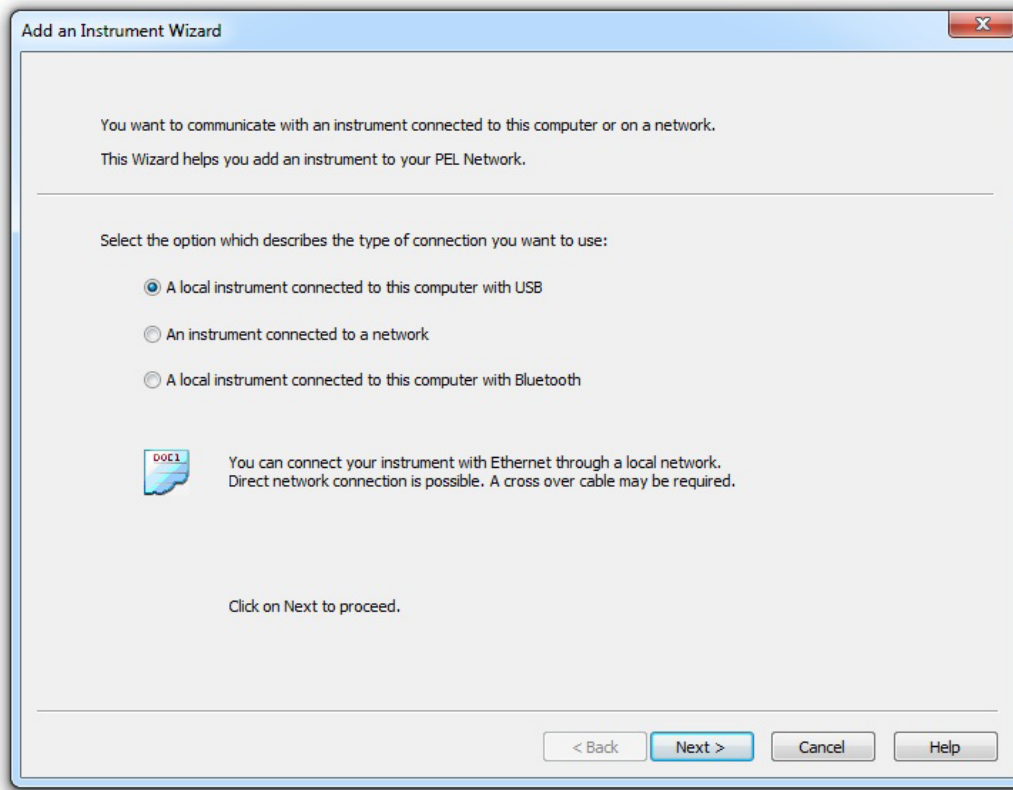 Add an Instrument Wizard
X
You want to communicate with an instrument connected to this computer or on a network.
This Wizard helps you add an instrument to your PEL Network.
Select the option which describes the type of connection you want to use:
A local instrument connected to this computer with USB
An instrument connected to a network
A local instrument connected to this computer with Bluetooth
DOC1
You can connect your instrument with Ethernet through a local network.
Direct network connection is possible. A cross over cable may be required.
Click on Next to proceed.
< Back Next > Cancel Help